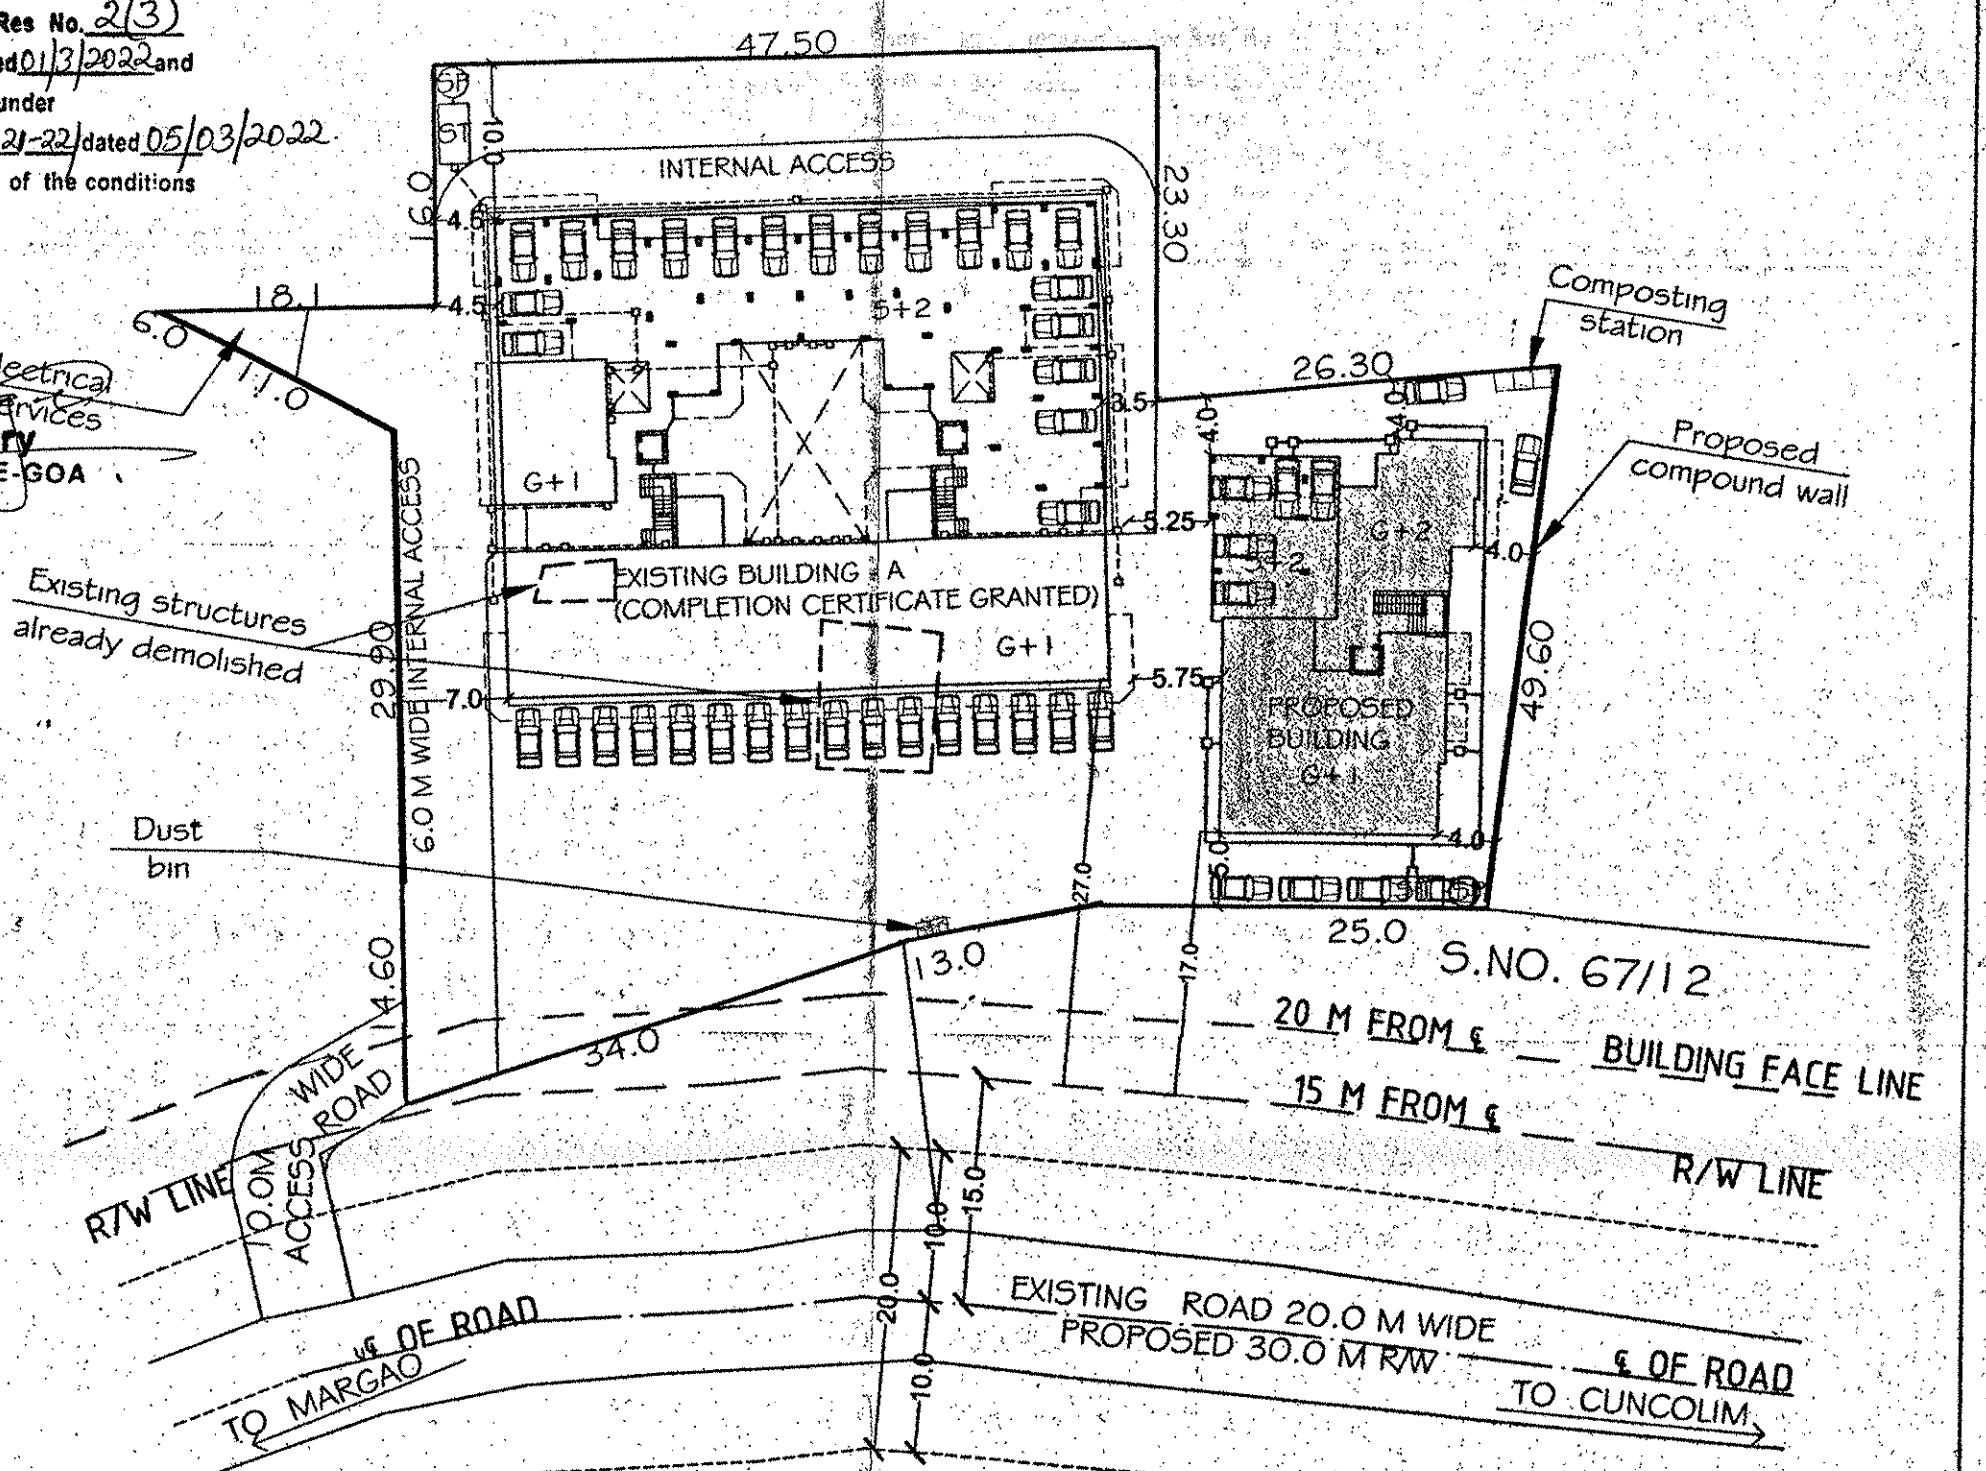 Res No. 2(3)
ed 01/3/2022 and
under
21-22/dated 05/03/2022.
of the conditions
47.50
SP
ST
10.0
INTERNAL ACCESS
16.0
4.5
23.30
18.1
4.5
S+2
6.0
11.0
Electrical
services
ry
E-GOA
Composting
station
26.30
3.5
4.0
4.0
Proposed
compound wall
G+1
5.25
G+2
S+2
4.0
Existing structures
already demolished
EXISTING BUILDING - A
(COMPLETION CERTIFICATE GRANTED)
G+1
29.90
6.0 M WIDE INTERNAL ACCESS
7.0
5.75
49.60
PROPOSED
BUILDING
G+1
Dust
bin
4.0
5.0
27.0
25.0
13.0
17.0
14.60
34.0
S.NO. 67/12
20 M FROM ℄ BUILDING FACE LINE
15 M FROM ℄
R/W LINE
10.0M WIDE
ACCESS ROAD
R/W LINE
15.0
10.0
20.0
10.0
EXISTING ROAD 20.0 M WIDE
PROPOSED 30.0 M R/W
℄ OF ROAD
TO MARGAO
℄ OF ROAD
TO CUNCOLIM